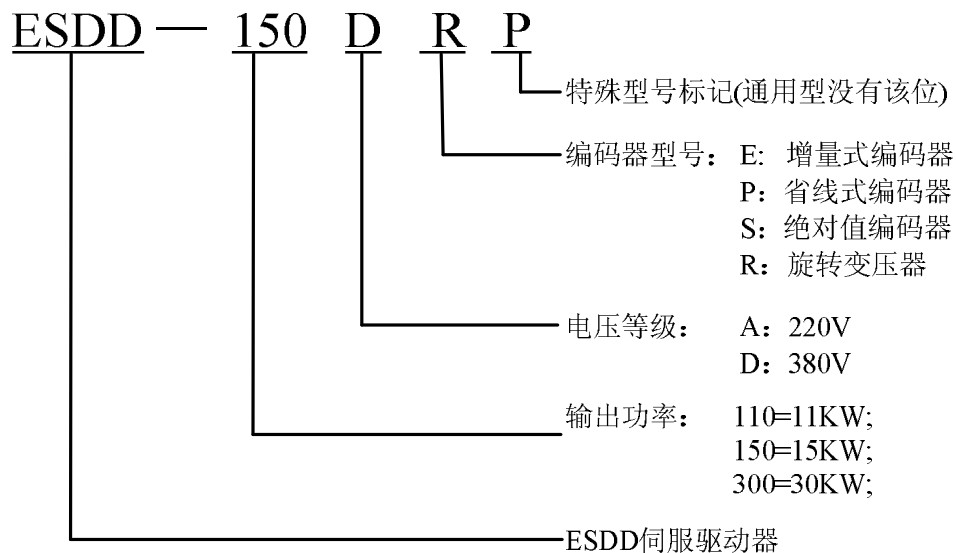 ESDD — 150 D R P
特殊型号标记(通用型没有该位)
编码器型号： E: 增量式编码器
P：省线式编码器
S：绝对值编码器
R：旋转变压器
电压等级： A：220V
D：380V
输出功率： 110=11KW;
150=15KW;
300=30KW;
ESDD伺服驱动器